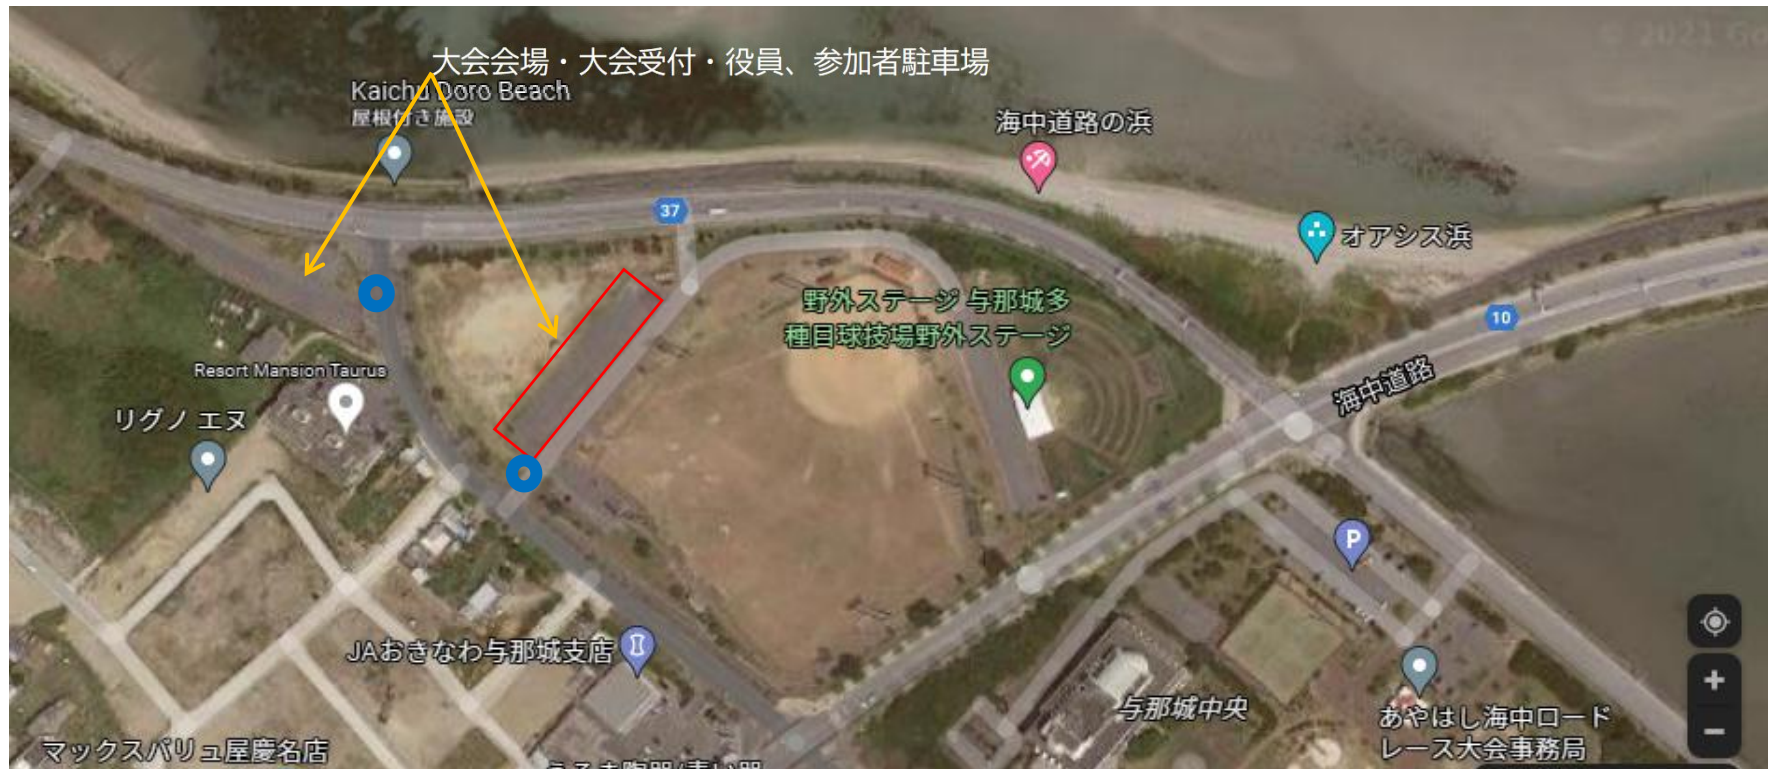 © 2021 Go
大会会場・大会受付・役員、参加者駐車場
Kaichu Doro Beach
屋根付き施設
海中道路の浜
37
オアシス浜
野外ステージ 与那城多
種目球技場野外ステージ
10
海中道路
Resort Mansion Taurus
リグノ エヌ
P
JAおきなわ与那城支店
与那城中央
あやはし海中ロード
レース大会事務局
マックスバリュ屋慶名店